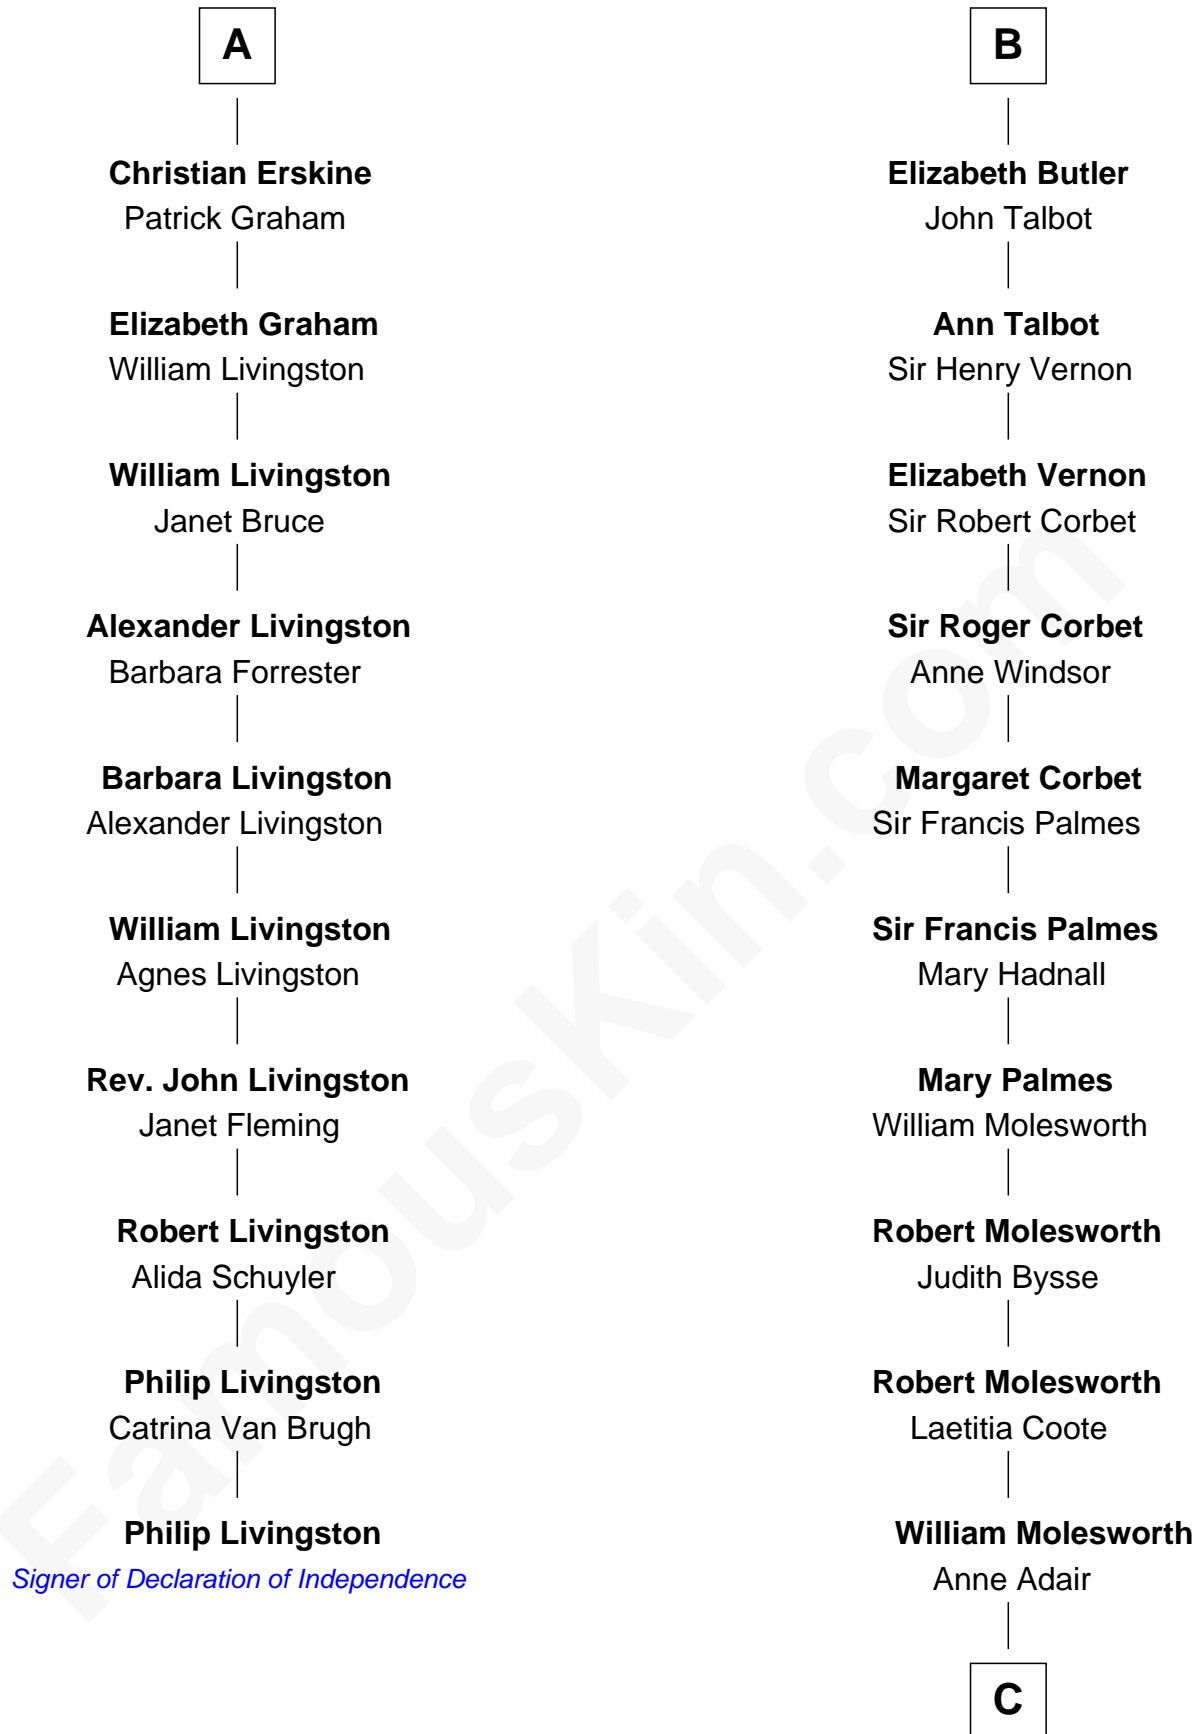 A
Christian Erskine
Patrick Graham
Elizabeth Graham
William Livingston
William Livingston
Janet Bruce
Alexander Livingston
Barbara Forrester
Barbara Livingston
Alexander Livingston
William Livingston
Agnes Livingston
Rev. John Livingston
Janet Fleming
Robert Livingston
Alida Schuyler
Philip Livingston
Catrina Van Brugh
Philip Livingston
Signer of Declaration of Independence
B
Elizabeth Butler
John Talbot
Ann Talbot
Sir Henry Vernon
Elizabeth Vernon
Sir Robert Corbet
Sir Roger Corbet
Anne Windsor
Margaret Corbet
Sir Francis Palmes
Sir Francis Palmes
Mary Hadnall
Mary Palmes
William Molesworth
Robert Molesworth
Judith Bysse
Robert Molesworth
Laetitia Coote
William Molesworth
Anne Adair
C
FamousKin.com